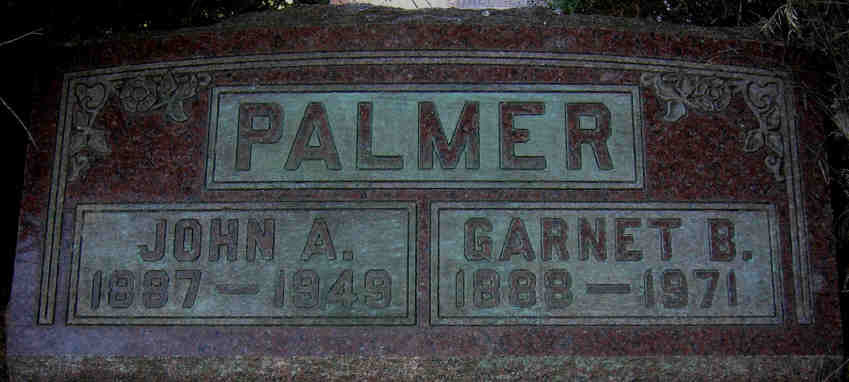 PALMER
JOHN A.
1887 — 1949
GARNET B.
1888 — 1971